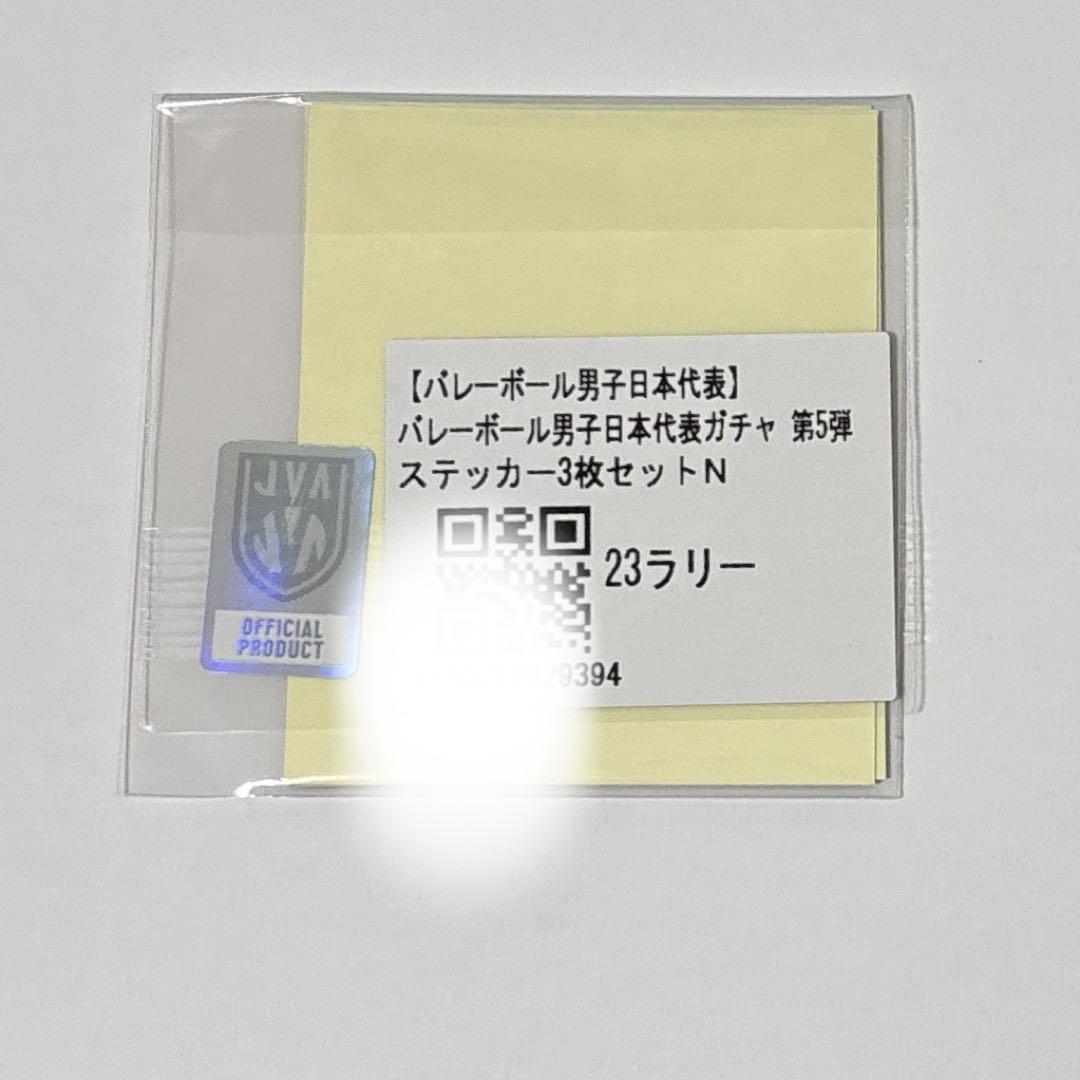 【バレーボール男子日本代表】
バレーボール男子日本代表ガチャ 第5弾
ステッカー3枚セットN
23ラリー
29394
JVA
OFFICIAL
PRODUCT